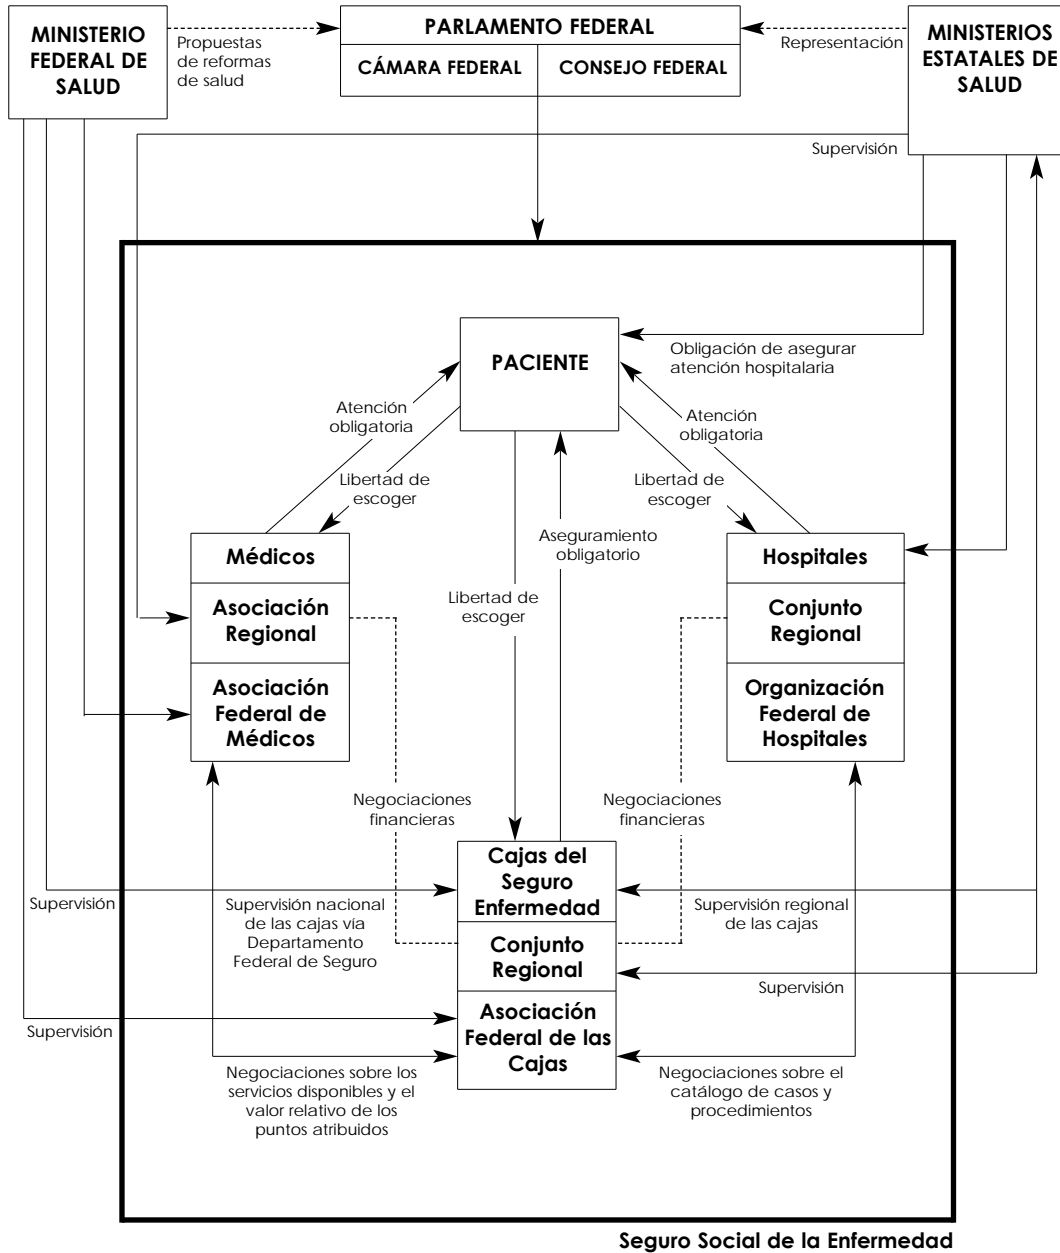 MINISTERIO
FEDERAL DE
SALUD
Propuestas
de reformas
de salud
PARLAMENTO FEDERAL
CÁMARA FEDERAL
CONSEJO FEDERAL
Representación
MINISTERIOS
ESTATALES DE
SALUD
Supervisión
PACIENTE
Obligación de asegurar
atención hospitalaria
Atención
obligatoria
Atención
obligatoria
Libertad de
escoger
Libertad de
escoger
Aseguramiento
obligatorio
Libertad de
escoger
Médicos
Asociación
Regional
Asociación
Federal de
Médicos
Hospitales
Conjunto
Regional
Organización
Federal de
Hospitales
Negociaciones
financieras
Negociaciones
financieras
Cajas del
Seguro
Enfermedad
Conjunto
Regional
Asociación
Federal de las
Cajas
Supervisión
Supervisión nacional
de las cajas vía
Departamento
Federal de Seguro
Supervisión regional
de las cajas
Supervisión
Supervisión
Negociaciones sobre los
servicios disponibles y el
valor relativo de los
puntos atribuidos
Negociaciones sobre el
catálogo de casos y
procedimientos
Seguro Social de la Enfermedad